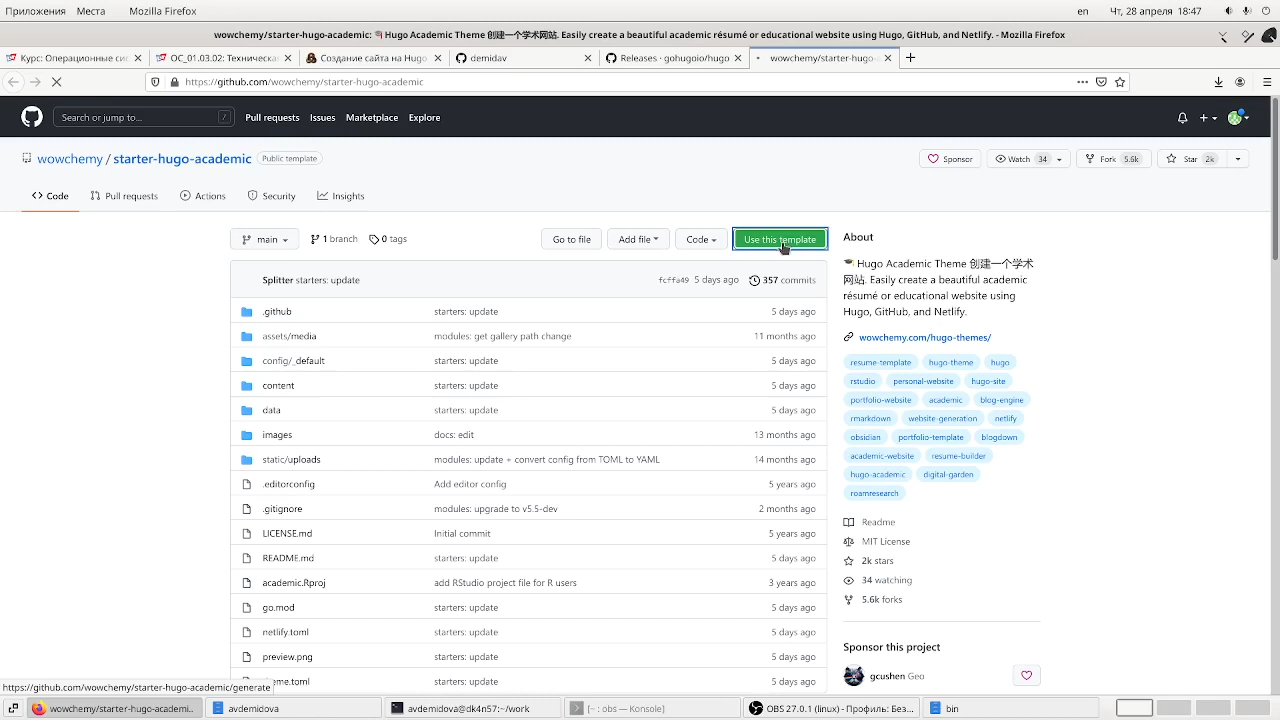 Приложения Места Mozilla Firefox en Чт, 28 апреля 18:47
wowchemy/starter-hugo-academic: 🎓 Hugo Academic Theme 创建一个学术网站. Easily create a beautiful academic résumé or educational website using Hugo, GitHub, and Netlify. - Mozilla Firefox
Курс: Операционные сис ОС_01.03.02: Техническая Создание сайта на Hugo demidav Releases · gohugoio/hugo wowchemy/starter-hugo-
https://github.com/wowchemy/starter-hugo-academic
Search or jump to... / Pull requests Issues Marketplace Explore
wowchemy / starter-hugo-academic Public template Sponsor Watch 34 Fork 5.6k Star 2k
Code Pull requests Actions Security Insights
main 1 branch 0 tags Go to file Add file Code Use this template
Splitter starters: update fcffa49 5 days ago 357 commits
.github starters: update 5 days ago
assets/media modules: get gallery path change 11 months ago
config/_default starters: update 5 days ago
content starters: update 5 days ago
data starters: update 5 days ago
images docs: edit 13 months ago
static/uploads modules: update + convert config from TOML to YAML 14 months ago
.editorconfig Add editor config 5 years ago
.gitignore modules: upgrade to v5.5-dev 2 months ago
LICENSE.md Initial commit 5 years ago
README.md starters: update 5 days ago
academic.Rproj add RStudio project file for R users 3 years ago
go.mod starters: update 5 days ago
netlify.toml starters: update 5 days ago
preview.png starters: update 5 days ago
eme.toml starters: update 5 days ago
About
🎓 Hugo Academic Theme 创建一个学术
网站. Easily create a beautiful academic
résumé or educational website using
Hugo, GitHub, and Netlify.
wowchemy.com/hugo-themes/
resume-template hugo-theme hugo
rstudio personal-website hugo-site
portfolio-website academic blog-engine
rmarkdown website-generation netlify
obsidian portfolio-template blogdown
academic-website resume-builder
hugo-academic digital-garden
roamresearch
Readme
MIT License
2k stars
34 watching
5.6k forks
Sponsor this project
gcushen Geo
https://github.com/wowchemy/starter-hugo-academic/generate
wowchemy/starter-hugo-academi... avdemidova avdemidova@dk4n57:~/work [~ : obs — Konsole] OBS 27.0.1 (linux) - Профиль: Без... bin